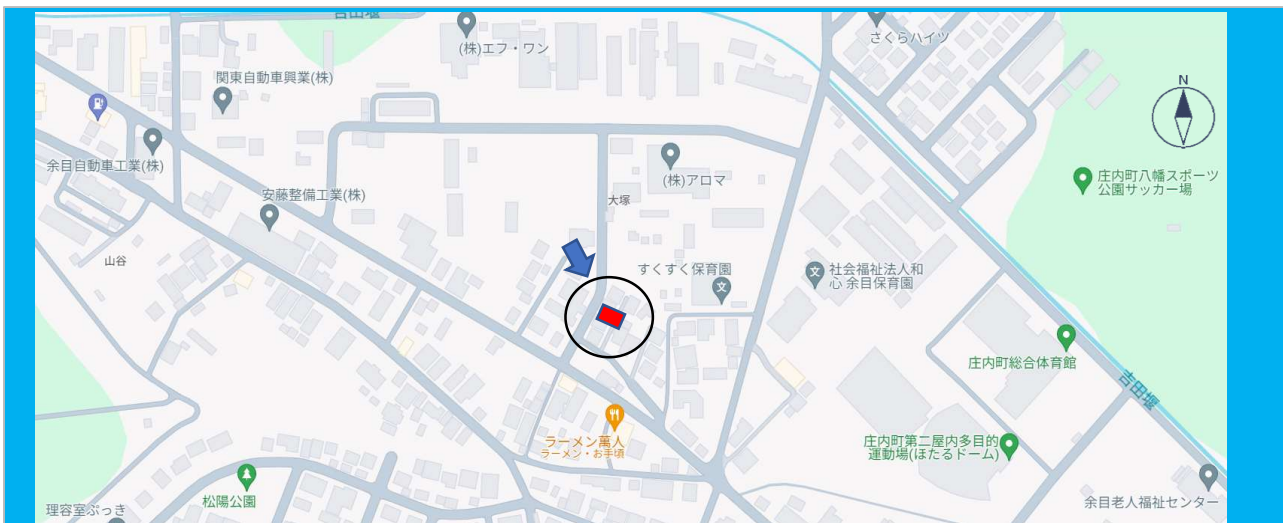 吉田堰
(株)エフ・ワン
さくらハイツ
関東自動車興業(株)
N
余目自動車工業(株)
(株)アロマ
庄内町八幡スポーツ
公園サッカー場
安藤整備工業(株)
大塚
山谷
すくすく保育園
文
文
社会福祉法人和
心 余目保育園
庄内町総合体育館
吉田堰
ラーメン萬人
ラーメン・お手頃
庄内町第二屋内多目的
運動場(ほたるドーム)
松陽公園
理容室ぷっき
余目老人福祉センター